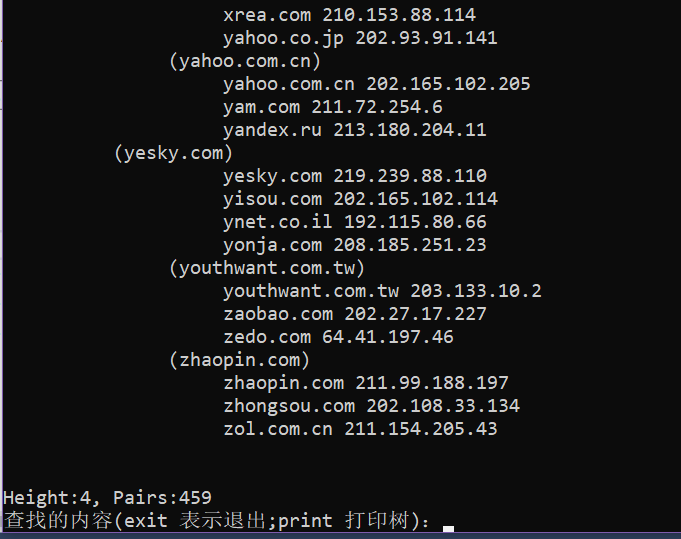 xrea.com 210.153.88.114
yahoo.co.jp 202.93.91.141
(yahoo.com.cn)
yahoo.com.cn 202.165.102.205
yam.com 211.72.254.6
yandex.ru 213.180.204.11
(yesky.com)
yesky.com 219.239.88.110
yisou.com 202.165.102.114
ynet.co.il 192.115.80.66
yonja.com 208.185.251.23
(youthwant.com.tw)
youthwant.com.tw 203.133.10.2
zaobao.com 202.27.17.227
zedo.com 64.41.197.46
(zhaopin.com)
zhaopin.com 211.99.188.197
zhongsou.com 202.108.33.134
zol.com.cn 211.154.205.43
Height:4, Pairs:459
查找的内容(exit 表示退出;print 打印树):